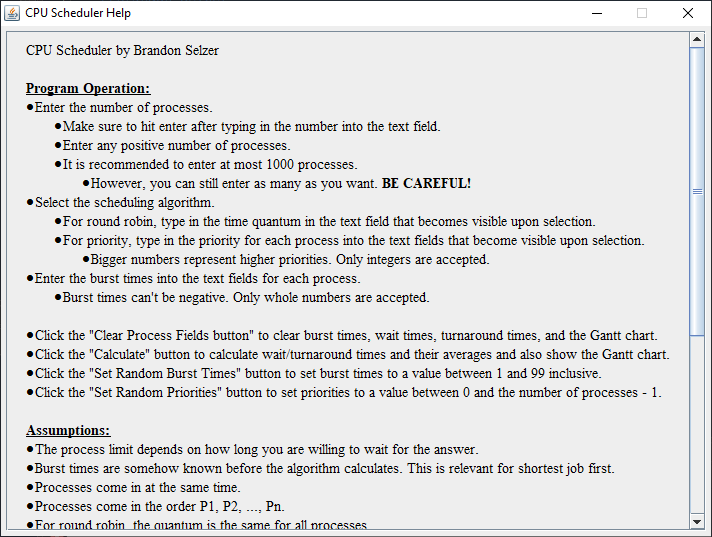 CPU Scheduler Help
CPU Scheduler by Brandon Selzer
Program Operation:
●Enter the number of processes.
●Make sure to hit enter after typing in the number into the text field.
●Enter any positive number of processes.
●It is recommended to enter at most 1000 processes.
●However, you can still enter as many as you want. BE CAREFUL!
●Select the scheduling algorithm.
●For round robin, type in the time quantum in the text field that becomes visible upon selection.
●For priority, type in the priority for each process into the text fields that become visible upon selection.
●Bigger numbers represent higher priorities. Only integers are accepted.
●Enter the burst times into the text fields for each process.
●Burst times can't be negative. Only whole numbers are accepted.
●Click the "Clear Process Fields button" to clear burst times, wait times, turnaround times, and the Gantt chart.
●Click the "Calculate" button to calculate wait/turnaround times and their averages and also show the Gantt chart.
●Click the "Set Random Burst Times" button to set burst times to a value between 1 and 99 inclusive.
●Click the "Set Random Priorities" button to set priorities to a value between 0 and the number of processes - 1.
Assumptions:
●The process limit depends on how long you are willing to wait for the answer.
●Burst times are somehow known before the algorithm calculates. This is relevant for shortest job first.
●Processes come in at the same time.
●Processes come in the order P1, P2, ..., Pn.
●For round robin, the quantum is the same for all processes